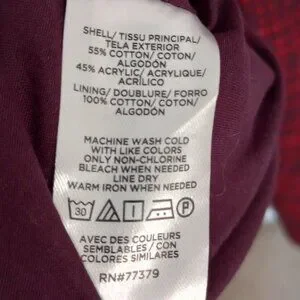 SHELL/ TISSU PRINCIPAL/
TELA EXTERIOR
55% COTTON/ COTON/
ALGODÓN
45% ACRYLIC/ ACRYLIQUE/
ACRÍLICO
LINING/ DOUBLURE/ FORRO
100% COTTON/ COTON/
ALGODÓN
MACHINE WASH COLD
WITH LIKE COLORS
ONLY NON-CHLORINE
BLEACH WHEN NEEDED
LINE DRY
WARM IRON WHEN NEEDED
30 P
AVEC DES COULEURS
SEMBLABLES/ CON
COLORES SIMILARES
RN#77379